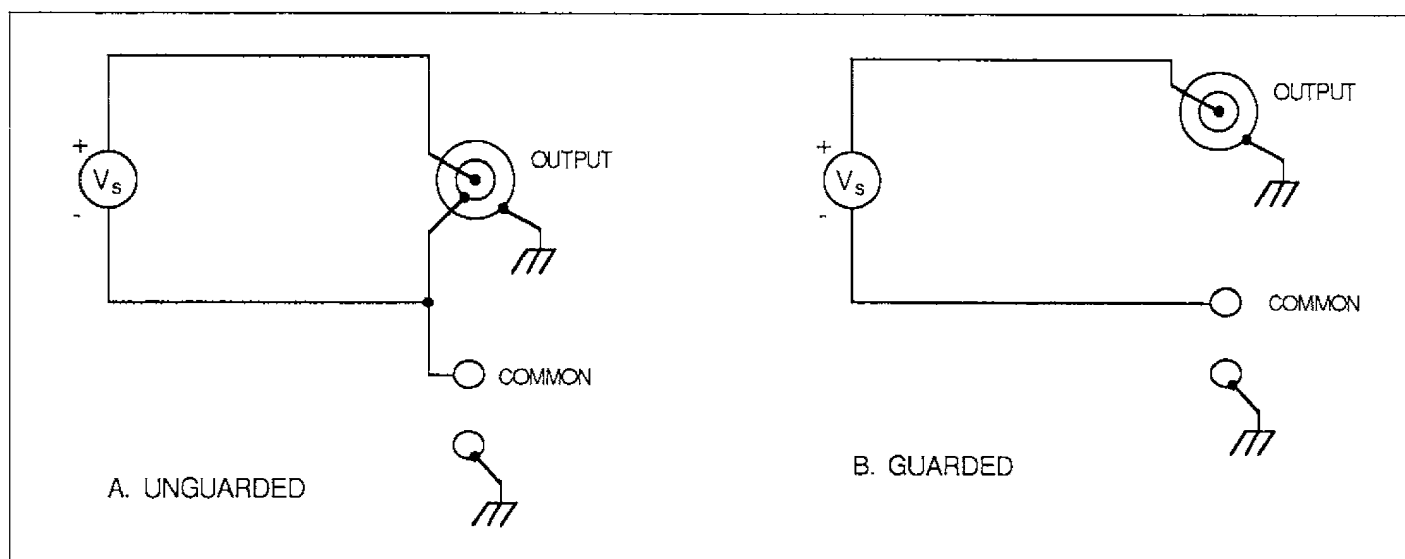 +
Vs
-
OUTPUT
COMMON
A. UNGUARDED
+
Vs
-
OUTPUT
COMMON
B. GUARDED